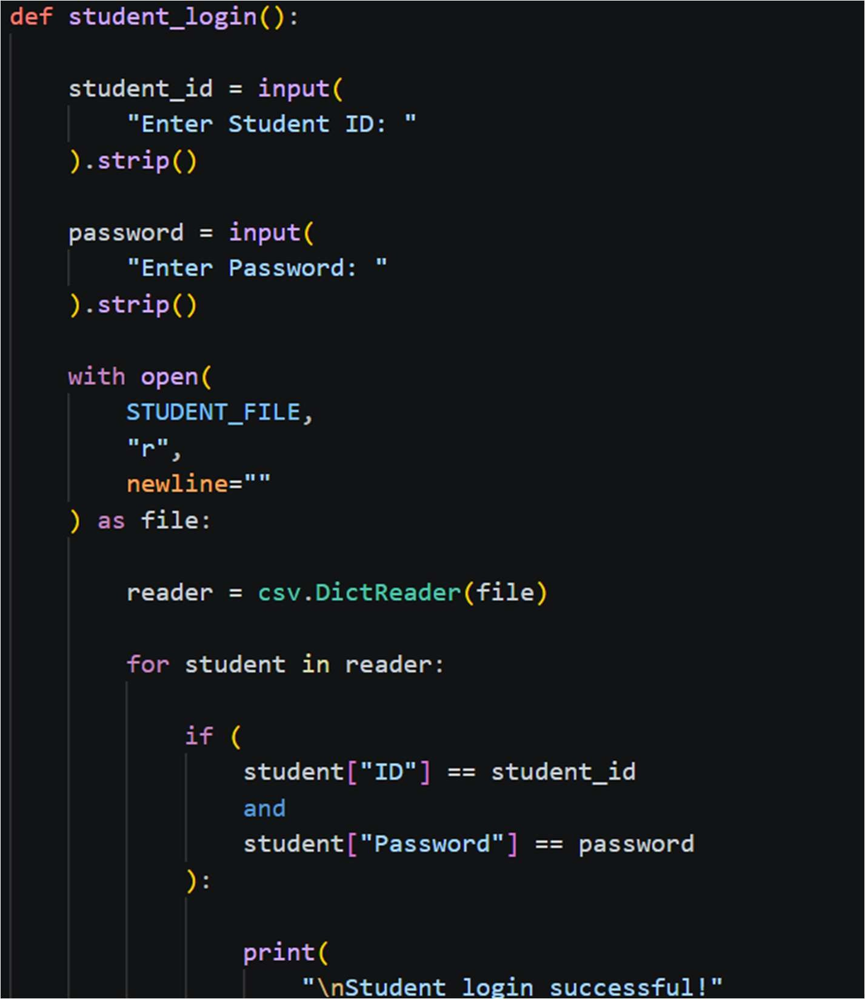 def student_login():
student_id = input(
"Enter Student ID: "
).strip()
password = input(
"Enter Password: "
).strip()
with open(
STUDENT_FILE,
"r",
newline=""
) as file:
reader = csv.DictReader(file)
for student in reader:
if (
student["ID"] == student_id
and
student["Password"] == password
):
print(
"\nStudent login successful!"